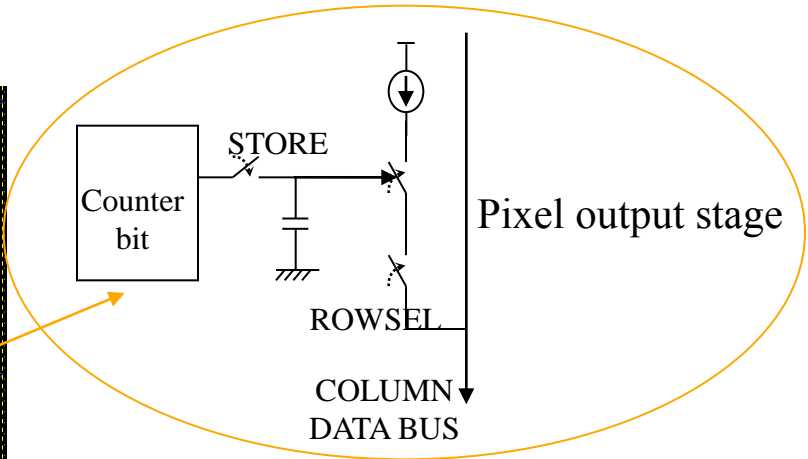 STORE
Counter
bit
Pixel output stage
ROWSEL
COLUMN
DATA BUS